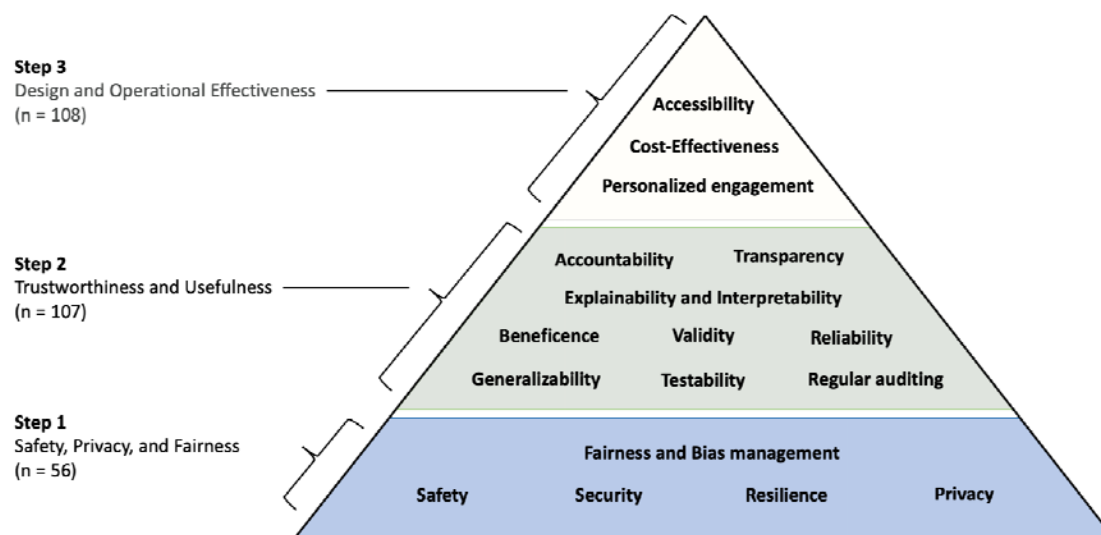 Step 3
Design and Operational Effectiveness
(n = 108)
Accessibility
Cost-Effectiveness
Personalized engagement
Step 2
Trustworthiness and Usefulness
(n = 107)
Accountability Transparency
Explainability and Interpretability
Beneficence Validity Reliability
Generalizability Testability Regular auditing
Step 1
Safety, Privacy, and Fairness
(n = 56)
Fairness and Bias management
Safety Security Resilience Privacy